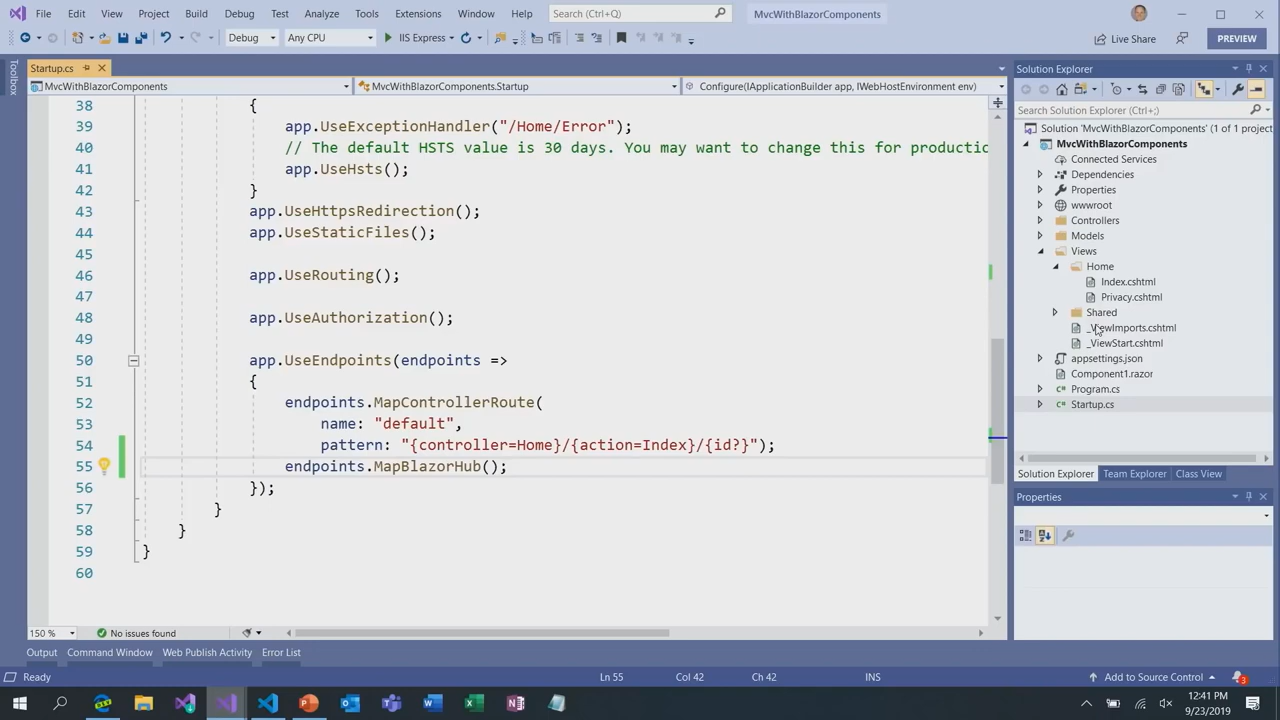 File Edit View Project Build Debug Test Analyze Tools Extensions Window Help Search (Ctrl+Q) MvcWithBlazorComponents
Debug Any CPU IIS Express Live Share PREVIEW
Toolbox
Startup.cs
MvcWithBlazorComponents MvcWithBlazorComponents.Startup Configure(IApplicationBuilder app, IWebHostEnvironment env)
38 {
39 app.UseExceptionHandler("/Home/Error");
40 // The default HSTS value is 30 days. You may want to change this for productio
41 app.UseHsts();
42 }
43 app.UseHttpsRedirection();
44 app.UseStaticFiles();
45
46 app.UseRouting();
47
48 app.UseAuthorization();
49
50 app.UseEndpoints(endpoints =>
51 {
52 endpoints.MapControllerRoute(
53 name: "default",
54 pattern: "{controller=Home}/{action=Index}/{id?}");
55 endpoints.MapBlazorHub();
56 });
57 }
58 }
59 }
60
150 % No issues found
Solution Explorer
Search Solution Explorer (Ctrl+;)
Solution 'MvcWithBlazorComponents' (1 of 1 project
MvcWithBlazorComponents
Connected Services
Dependencies
Properties
wwwroot
Controllers
Models
Views
Home
Index.cshtml
Privacy.cshtml
Shared
_ViewImports.cshtml
_ViewStart.cshtml
appsettings.json
Component1.razor
C# Program.cs
C# Startup.cs
Solution Explorer Team Explorer Class View
Properties
Output Command Window Web Publish Activity Error List
Ready Ln 55 Col 42 Ch 42 INS Add to Source Control 3
12:41 PM
9/23/2019